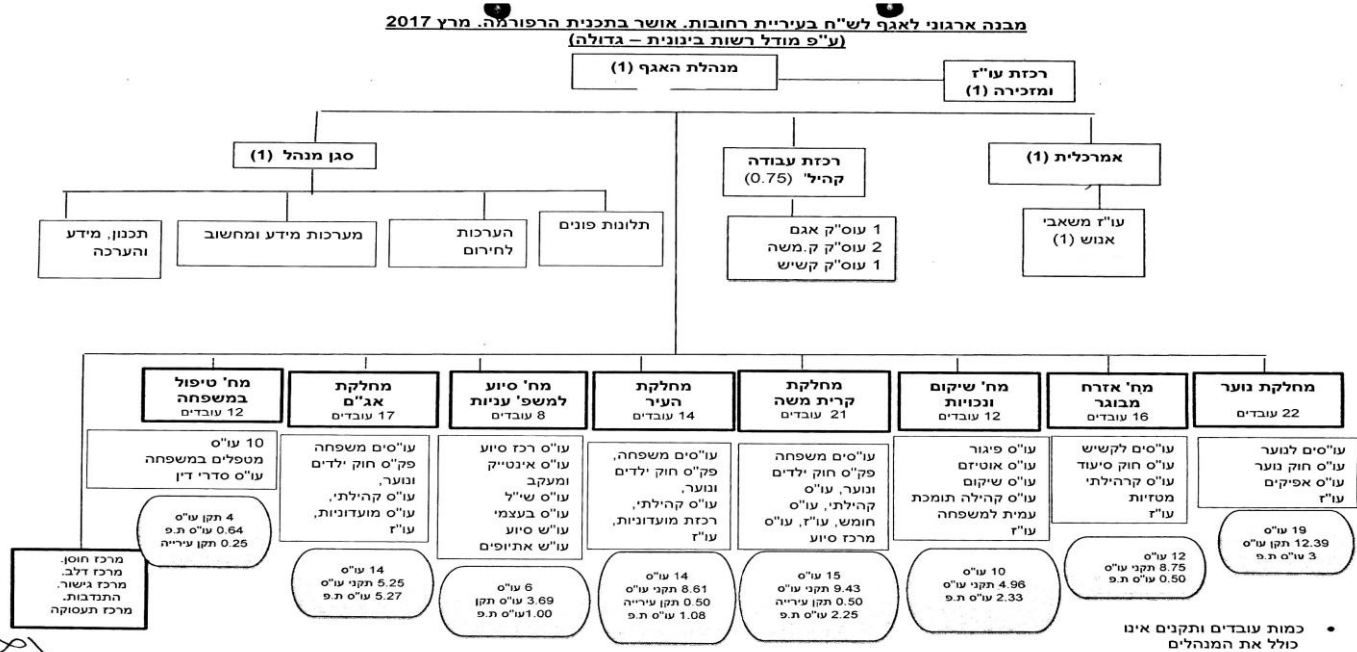 מבנה ארגוני לאגף לש"ח בעיריית רחובות. אושר בתכנית הרפורמה. מרץ 2017
(ע"פ מודל רשות בינונית – גדולה)
מנהלת האגף (1)
רכזת עו"ז
ומזכירה (1)
אמרכלית (1)
עו"ז משאבי
אנוש (1)
רכזת עבודה
קהיל' (0.75)
1 עוס"ק אגם
2 עוס"ק ק.משה
1 עוס"ק קשיש
סגן מנהל (1)
תלונות פונים
הערכות
לחירום
מערכות מידע ומחשוב
תכנון, מידע
והערכה
מחלקת נוער
22 עובדים
עו"סים לנוער
עו"ס חוק נוער
עו"ס אפיקים
עו"ז
19 עו"ס
12.39 תקן עו"ס
3 עו"ס ת.פ
מח' אזרח
מבוגר
16 עובדים
עו"סים לקשיש
עו"ס חוק סיעוד
עו"ס קרהילתי
מטזיות
עו"ז
12 עו"ס
8.75 תקני עו"ס
0.50 עו"ס ת.פ
מח' שיקום
ונכויות
12 עובדים
עו"ס פיגור
עו"ס אוטיזם
עו"ס שיקום
עו"ס קהילה תומכת
עמית למשפחה
עו"ז
10 עו"ס
4.96 תקני עו"ס
2.33 עו"ס ת.פ
מחלקת
קרית משה
21 עובדים
עו"סים משפחה
פק"ס חוק ילדים
ונוער, עו"ס
קהילתי, עו"ס
חומש, עו"ז, עו"ס
מרכז סיוע
15 עו"ס
9.43 תקני עו"ס
0.50 תקן עירייה
2.25 עו"ס ת.פ
מחלקת
העיר
14 עובדים
עו"סים משפחה,
פק"ס חוק ילדים
ונוער,
עו"ס קהילתי,
רכזת מועדוניות,
עו"ז
14 עו"ס
8.61 תקני עו"ס
0.50 תקן עירייה
1.08 עו"ס ת.פ
מח' סיוע
למשפ' עניות
8 עובדים
עו"ס רכז סיוע
עו"ס אינטייק
ומעקב
עו"ס שי"ל
עו"ס בעצמי
עו"ש סיוע
עו"ש אתיופים
6 עו"ס
3.69 עו"ס תקן
1.00עו"ס ת.פ
מחלקת
אג"ם
17 עובדים
עו"סים משפחה
פק"ס חוק ילדים
ונוער,
עו"ס קהילתי,
עו"ס מועדוניות,
עו"ז
14 עו"ס
5.25 תקני עו"ס
5.27 עו"ס ת.פ
מח' טיפול
במשפחה
12 עובדים
10 עו"ס
מטפלים במשפחה
עו"ס סדרי דין
4 תקן עו"ס
0.64 עו"ס ת.פ
0.25 תקן עירייה
מרכז חוסן.
מרכז דלב.
מרכז גישור.
התנדבות.
מרכז תעסוקה
• כמות עובדים ותקנים אינו
כולל את המנהלים